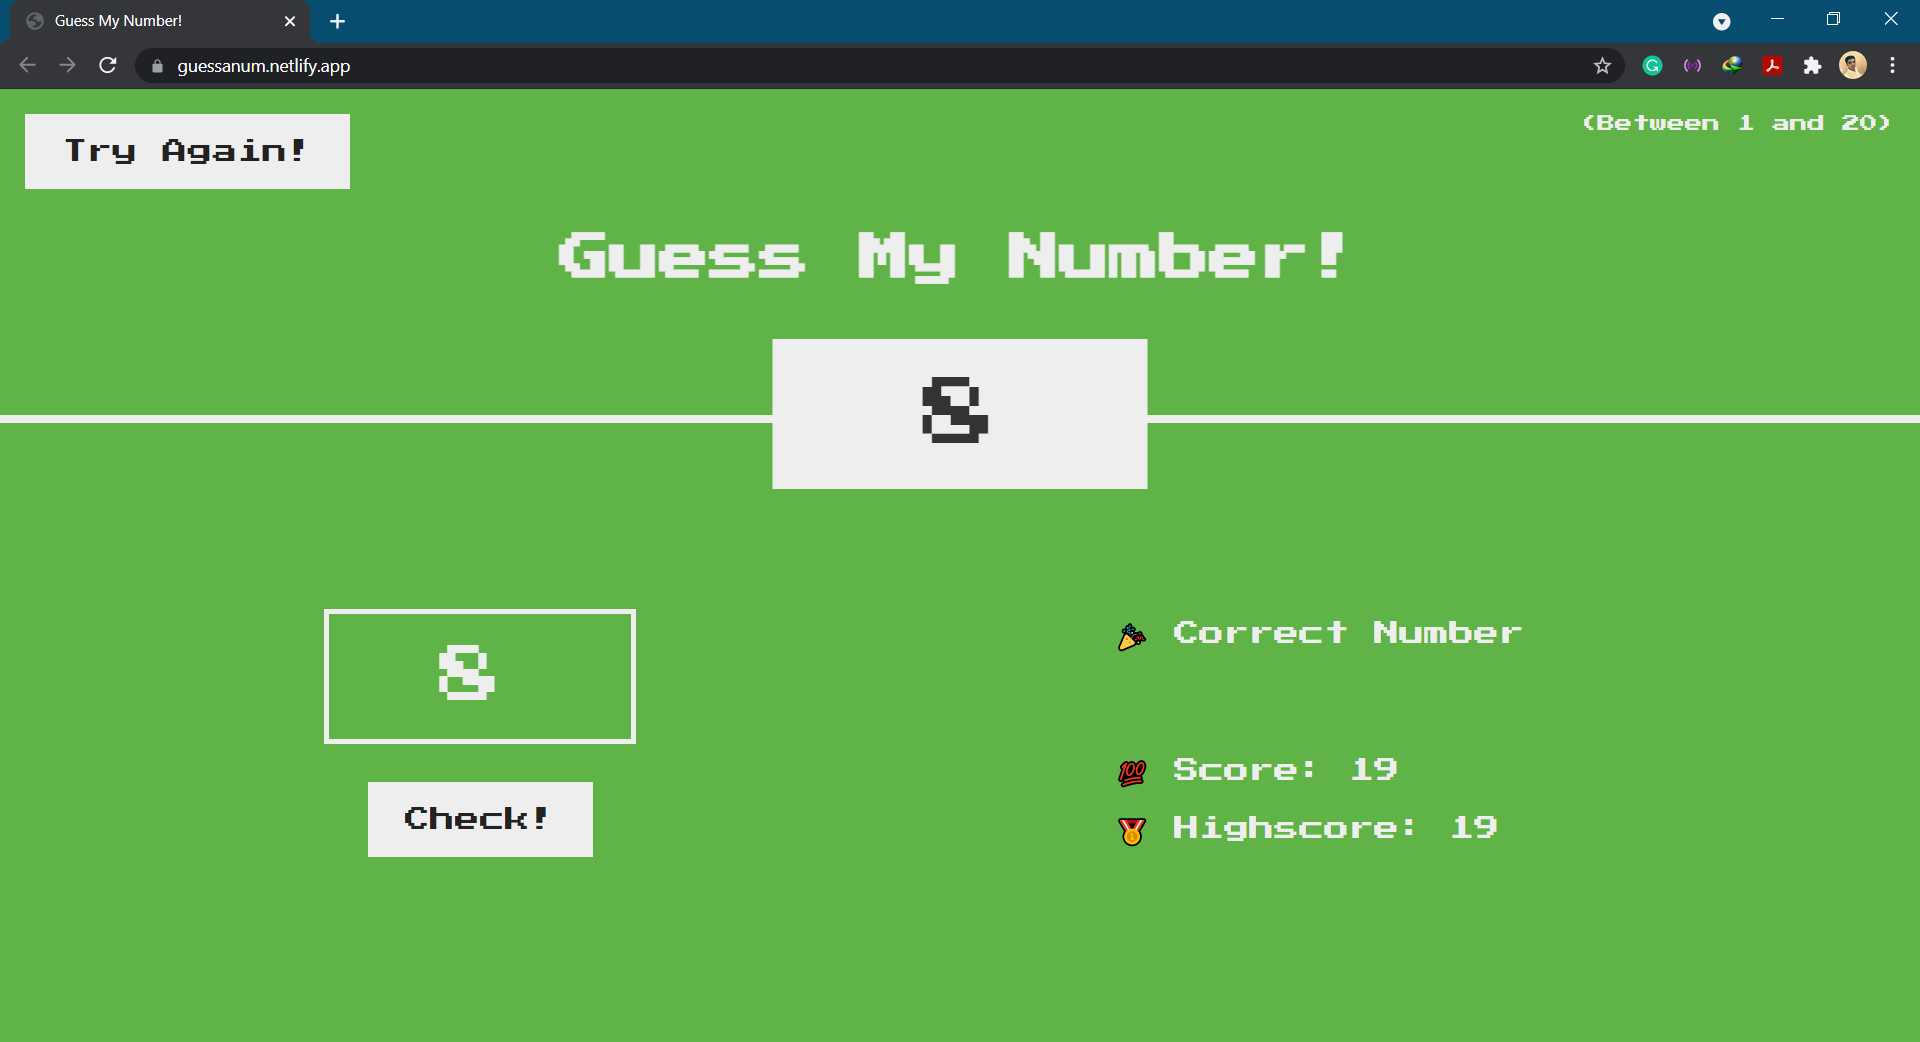 Guess My Number!
guessanum.netlify.app
Try Again!
(Between 1 and 20)
Guess My Number!
8
8
Check!
🎉 Correct Number
💯 Score: 19
🥇 Highscore: 19